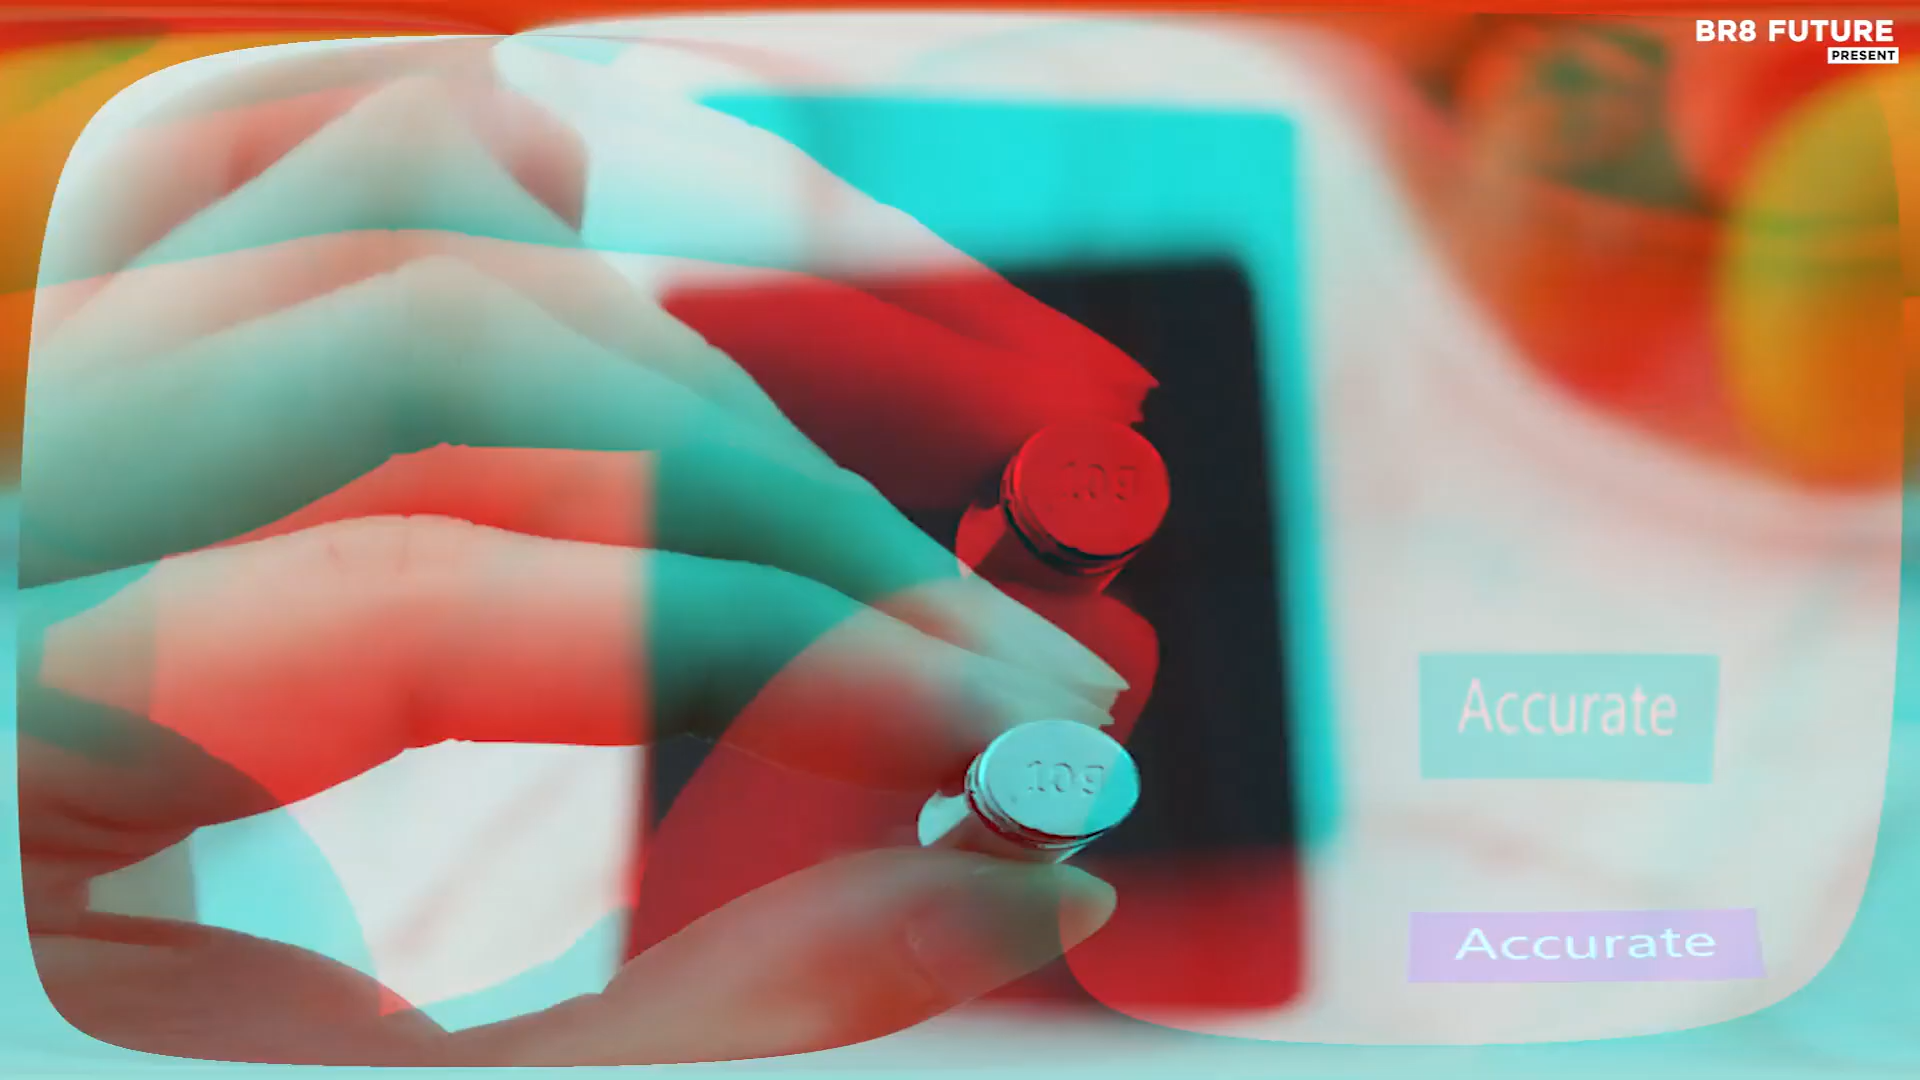 BR8 FUTURE
PRESENT
10g
Accurate
10g
Accurate